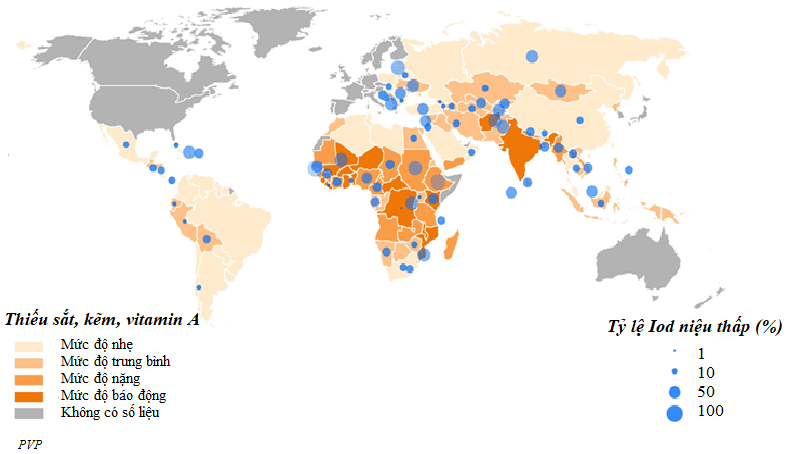 Thiếu sắt, kẽm, vitamin A
Mức độ nhẹ
Mức độ trung bình
Mức độ nặng
Mức độ báo động
Không có số liệu
PVP
Tỷ lệ Iod niệu thấp (%)
1
10
50
100